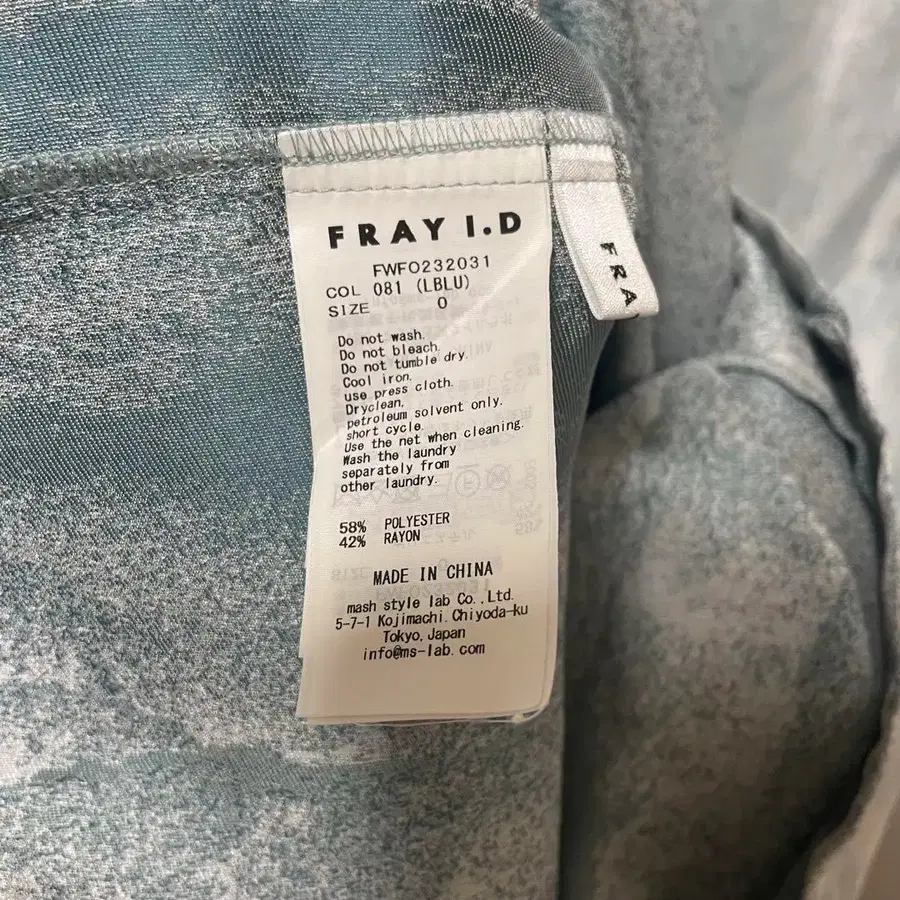 FRAY I.D
FWFO232031
COL 081 (LBLU)
SIZE 0
Do not wash.
Do not bleach.
Do not tumble dry.
Cool iron.
use press cloth.
Dryclean,
petroleum solvent only.
short cycle.
Use the net when cleaning.
Wash the laundry
separately from
other laundry.
58% POLYESTER
42% RAYON
MADE IN CHINA
mash style lab Co.,Ltd.
5-7-1 Kojimachi.Chiyoda-ku
Tokyo,Japan
info@ms-lab.com
FRA